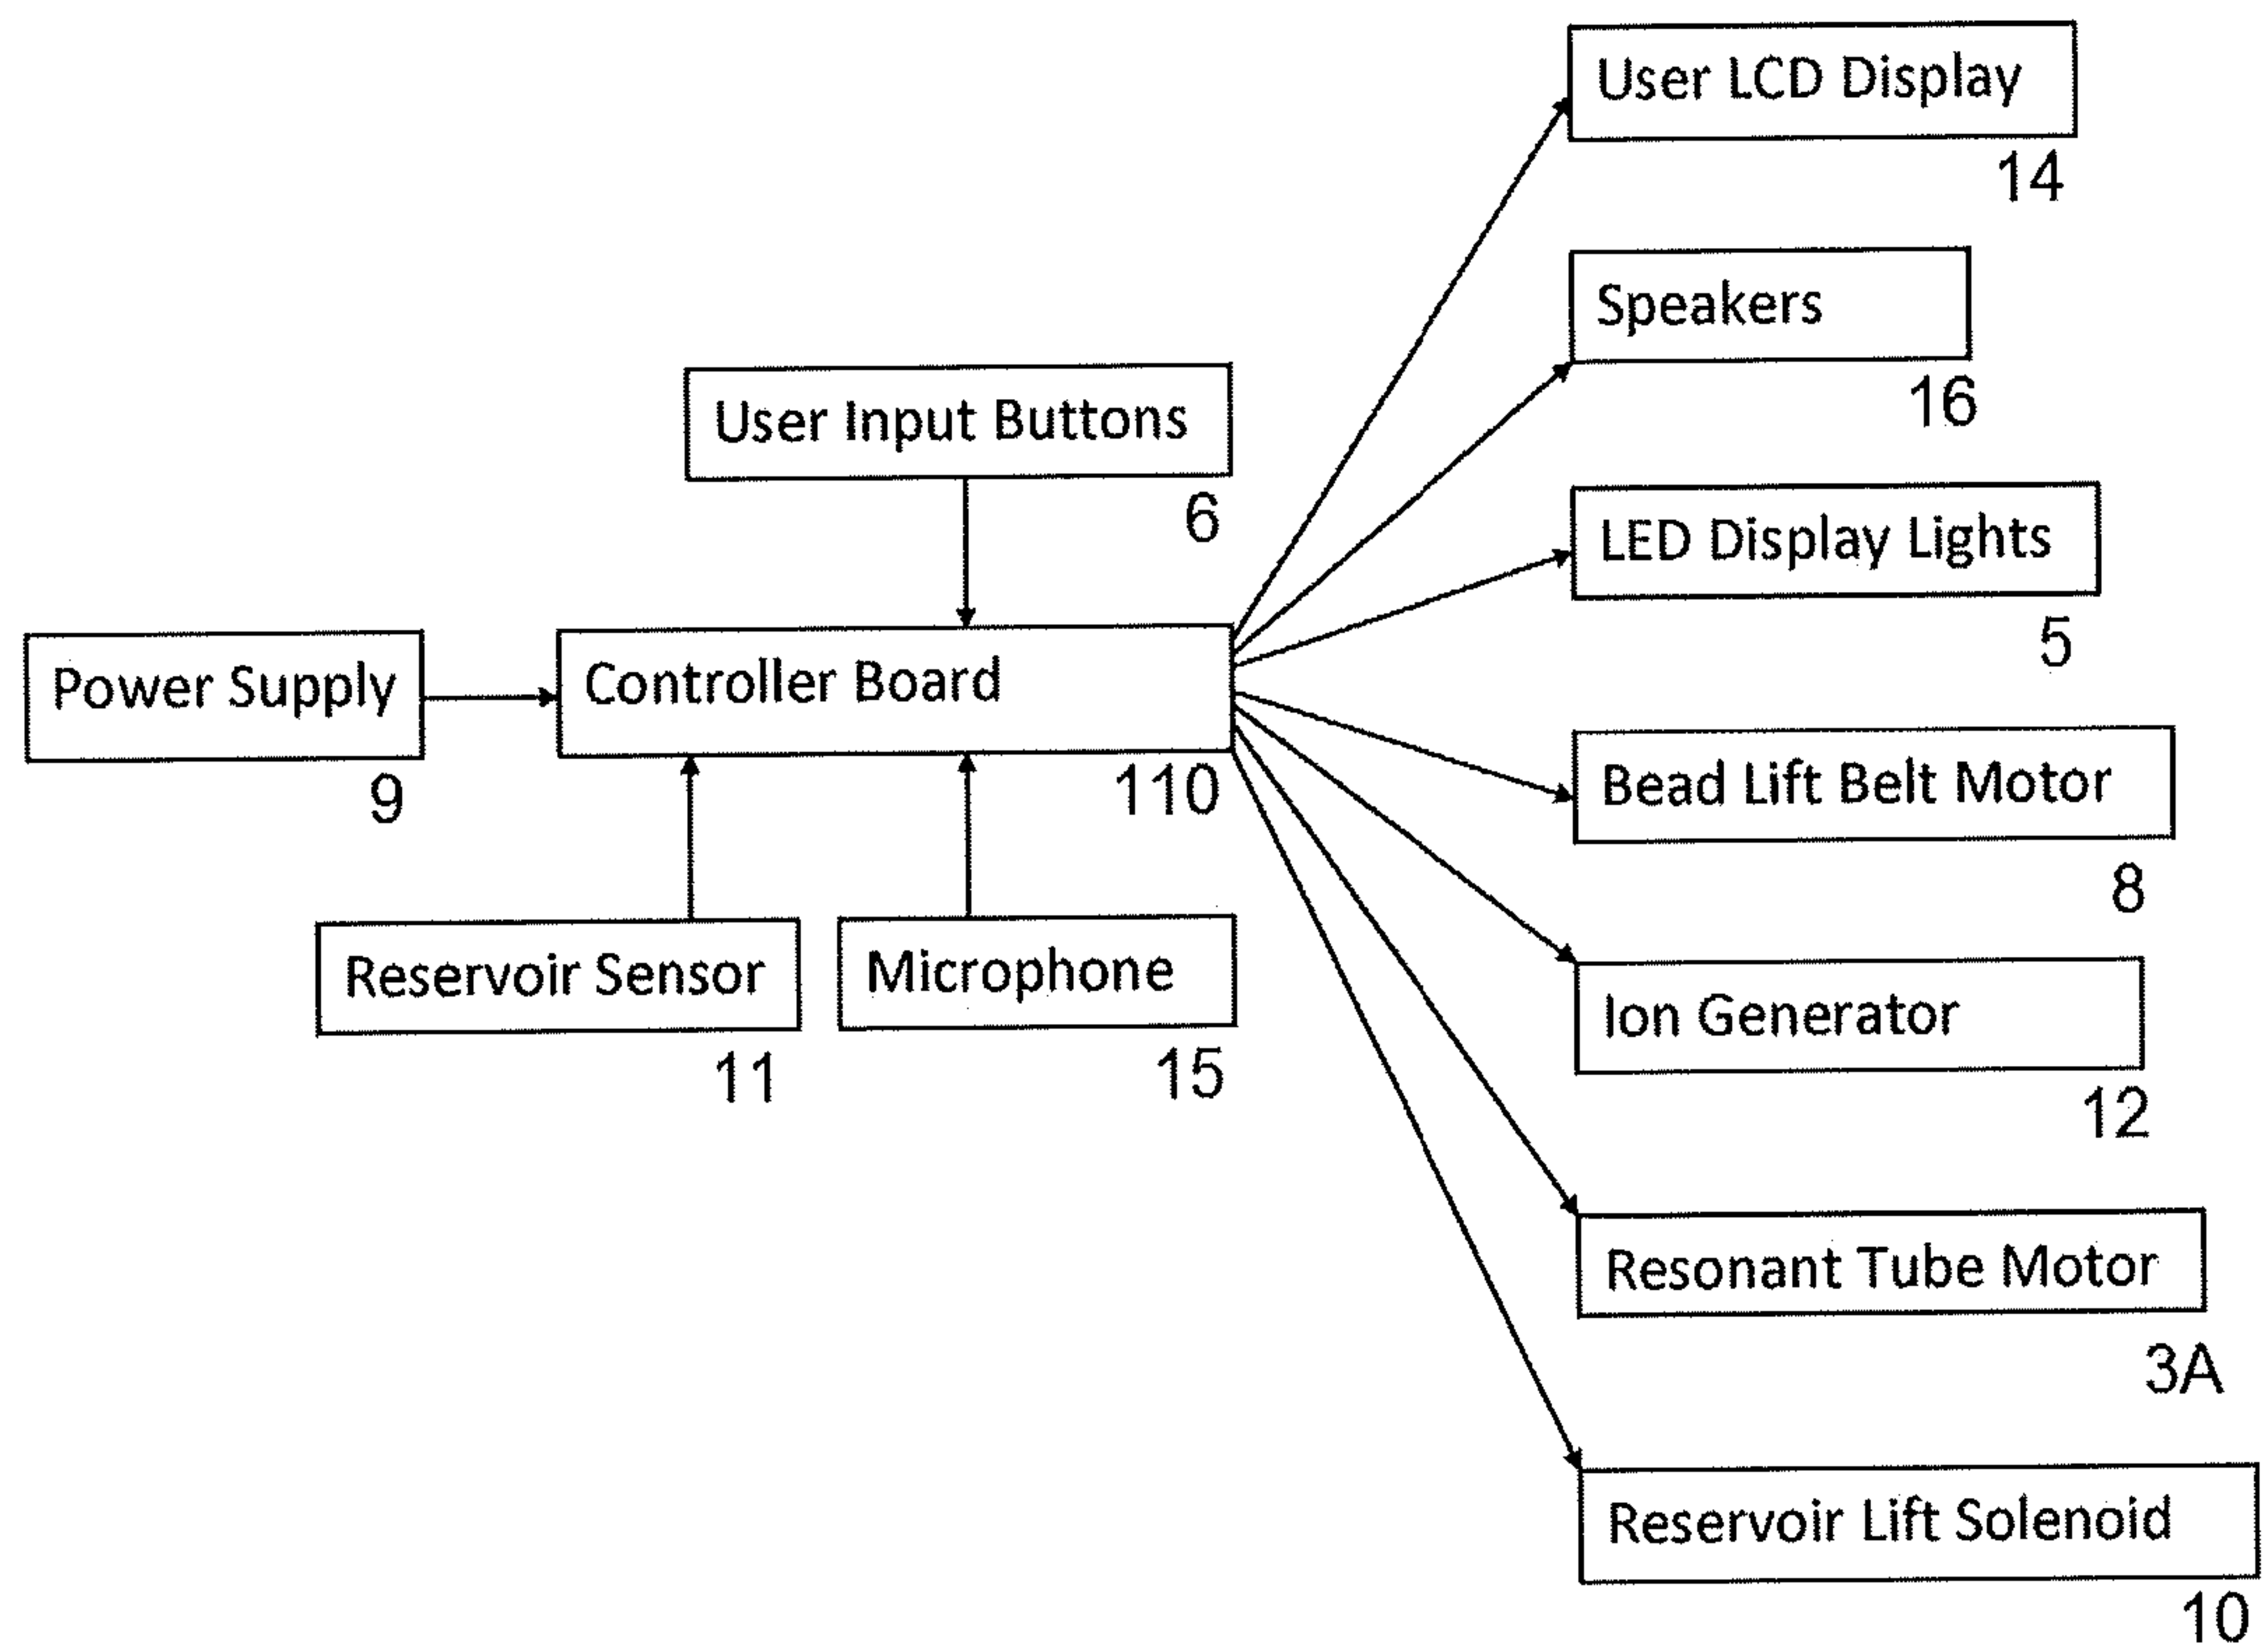 User LCD Display
14
Speakers
16
User Input Buttons
6
LED Display Lights
5
Power Supply
9
Controller Board
110
Bead Lift Belt Motor
8
Reservoir Sensor
11
Microphone
15
Ion Generator
12
Resonant Tube Motor
3A
Reservoir Lift Solenoid
10